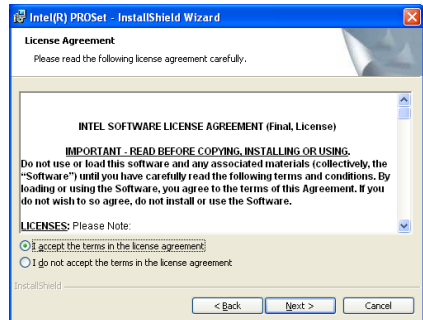 Intel(R) PROSet - InstallShield Wizard
License Agreement
Please read the following license agreement carefully.
INTEL SOFTWARE LICENSE AGREEMENT (Final, License)
IMPORTANT - READ BEFORE COPYING, INSTALLING OR USING.
Do not use or load this software and any associated materials (collectively, the
“Software”) until you have carefully read the following terms and conditions. By
loading or using the Software, you agree to the terms of this Agreement. If you
do not wish to so agree, do not install or use the Software.
LICENSES: Please Note:
I accept the terms in the license agreement
I do not accept the terms in the license agreement
InstallShield
< Back
Next >
Cancel